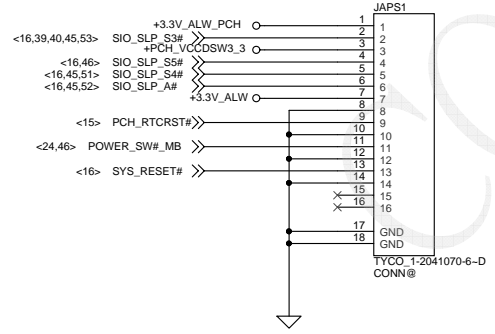 JAPS1
+3.3V_ALW_PCH 1 1
<16,39,40,45,53> SIO_SLP_S3# 2 2
+PCH_VCCDSW3_3 3 3
<16,46> SIO_SLP_S5# 4 4
<16,45,51> SIO_SLP_S4# 5 5
<16,45,52> SIO_SLP_A# 6 6
+3.3V_ALW 7 7
8 8
<15> PCH_RTCRST# 9 9
10 10
<24,46> POWER_SW#_MB 11 11
12 12
<16> SYS_RESET# 13 13
14 14
15 15
16 16
17 GND
18 GND
TYCO_1-2041070-6~D
CONN@